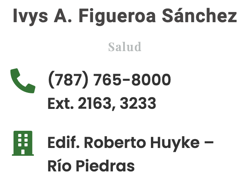 Ivys A. Figueroa Sánchez
Salud
(787) 765-8000
Ext. 2163, 3233
Edif. Roberto Huyke –
Río Piedras